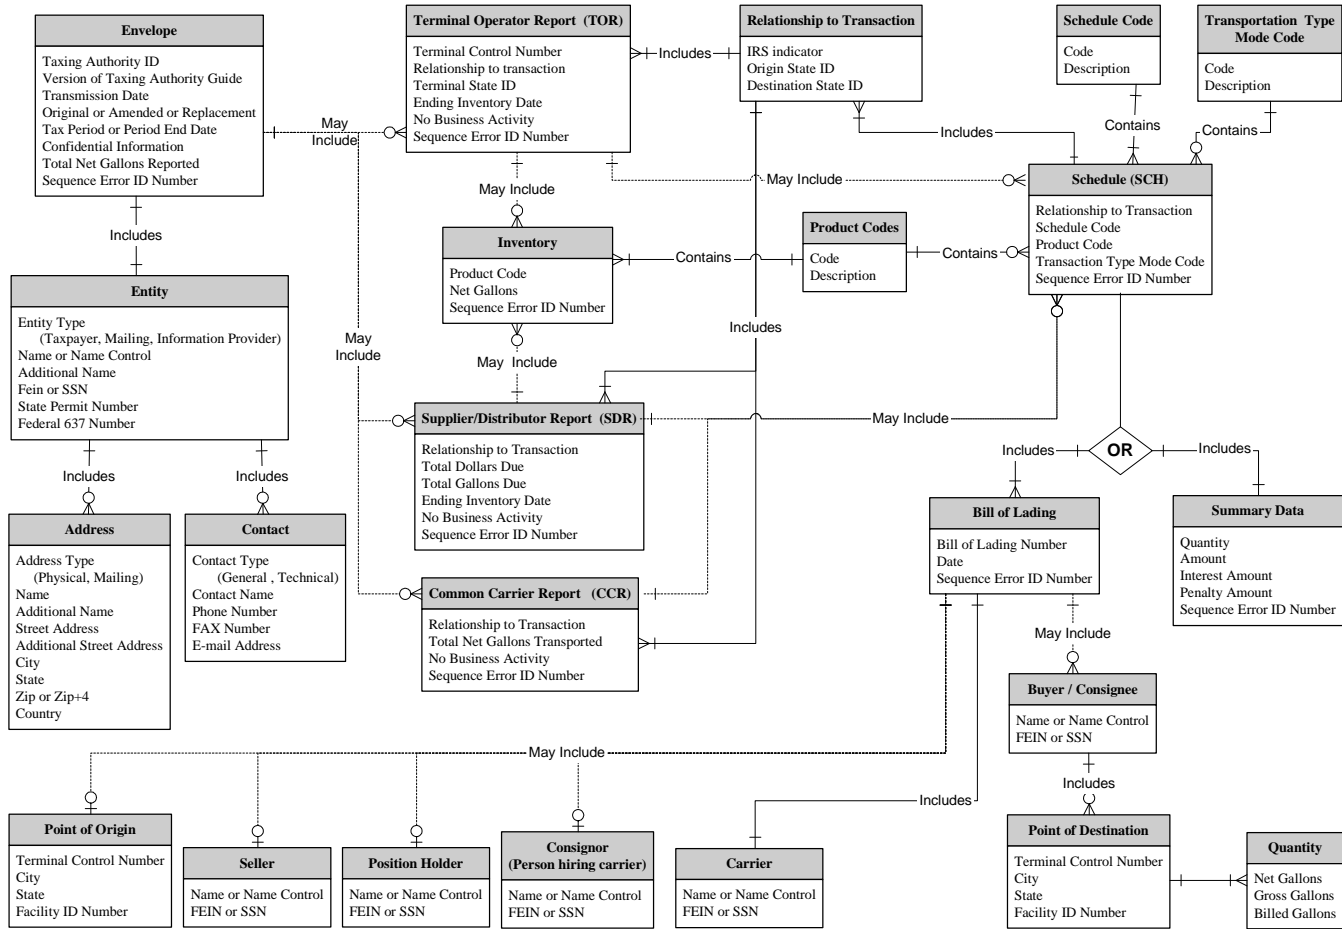 Envelope
Taxing Authority ID
Version of Taxing Authority Guide
Transmission Date
Original or Amended or Replacement
Tax Period or Period End Date
Confidential Information
Total Net Gallons Reported
Sequence Error ID Number
May
Include
Terminal Operator Report (TOR)
Terminal Control Number
Relationship to transaction
Terminal State ID
Ending Inventory Date
No Business Activity
Sequence Error ID Number
Includes
Relationship to Transaction
IRS indicator
Origin State ID
Destination State ID
Includes
Schedule Code
Code
Description
Contains
Transportation Type
Mode Code
Code
Description
Contains
May Include
May Include
Schedule (SCH)
Relationship to Transaction
Schedule Code
Product Code
Transaction Type Mode Code
Sequence Error ID Number
Includes
Inventory
Product Code
Net Gallons
Sequence Error ID Number
Contains
Product Codes
Code
Description
Contains
Entity
Entity Type
(Taxpayer, Mailing, Information Provider)
Name or Name Control
Additional Name
Fein or SSN
State Permit Number
Federal 637 Number
May
Include
May Include
Includes
Supplier/Distributor Report (SDR)
Relationship to Transaction
Total Dollars Due
Total Gallons Due
Ending Inventory Date
No Business Activity
Sequence Error ID Number
May Include
Includes
OR
Includes
Includes
Includes
Address
Address Type
(Physical, Mailing)
Name
Additional Name
Street Address
Additional Street Address
City
State
Zip or Zip+4
Country
Contact
Contact Type
(General , Technical)
Contact Name
Phone Number
FAX Number
E-mail Address
Common Carrier Report (CCR)
Relationship to Transaction
Total Net Gallons Transported
No Business Activity
Sequence Error ID Number
Bill of Lading
Bill of Lading Number
Date
Sequence Error ID Number
Summary Data
Quantity
Amount
Interest Amount
Penalty Amount
Sequence Error ID Number
May Include
Buyer / Consignee
Name or Name Control
FEIN or SSN
Includes
May Include
Includes
Point of Origin
Terminal Control Number
City
State
Facility ID Number
Seller
Name or Name Control
FEIN or SSN
Position Holder
Name or Name Control
FEIN or SSN
Consignor
(Person hiring carrier)
Name or Name Control
FEIN or SSN
Carrier
Name or Name Control
FEIN or SSN
Point of Destination
Terminal Control Number
City
State
Facility ID Number
Quantity
Net Gallons
Gross Gallons
Billed Gallons